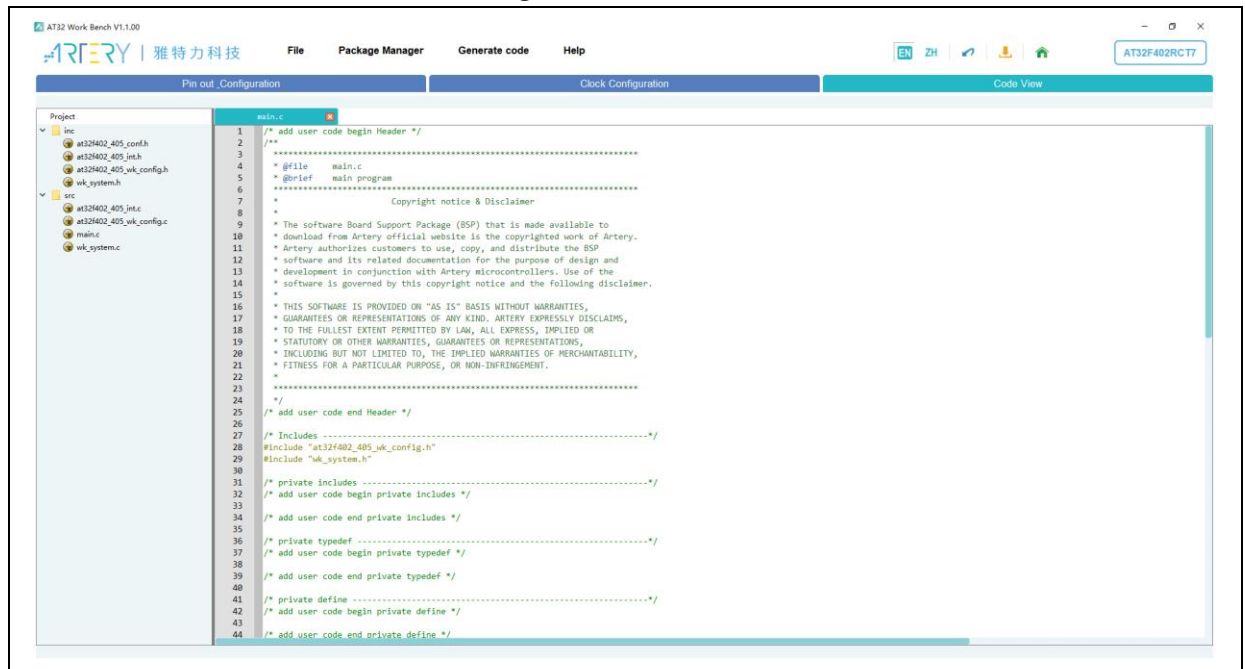 AT32 Work Bench V1.1.00
ARTERY 雅特力科技 File Package Manager Generate code Help EN ZH AT32F402RCT7
Pin out _Configuration Clock Configuration Code View
Project
inc
at32f402_405_conf.h
at32f402_405_int.h
at32f402_405_wk_config.h
wk_system.h
src
at32f402_405_int.c
at32f402_405_wk_config.c
main.c
wk_system.c
main.c
1 /* add user code begin Header */
2 /**
3 **************************************************************************
4 * @file main.c
5 * @brief main program
6 **************************************************************************
7 * Copyright notice & Disclaimer
8 *
9 * The software Board Support Package (BSP) that is made available to
10 * download from Artery official website is the copyrighted work of Artery.
11 * Artery authorizes customers to use, copy, and distribute the BSP
12 * software and its related documentation for the purpose of design and
13 * development in conjunction with Artery microcontrollers. Use of the
14 * software is governed by this copyright notice and the following disclaimer.
15 *
16 * THIS SOFTWARE IS PROVIDED ON "AS IS" BASIS WITHOUT WARRANTIES,
17 * GUARANTEES OR REPRESENTATIONS OF ANY KIND. ARTERY EXPRESSLY DISCLAIMS,
18 * TO THE FULLEST EXTENT PERMITTED BY LAW, ALL EXPRESS, IMPLIED OR
19 * STATUTORY OR OTHER WARRANTIES, GUARANTEES OR REPRESENTATIONS,
20 * INCLUDING BUT NOT LIMITED TO, THE IMPLIED WARRANTIES OF MERCHANTABILITY,
21 * FITNESS FOR A PARTICULAR PURPOSE, OR NON-INFRINGEMENT.
22 *
23 **************************************************************************
24 */
25 /* add user code end Header */
26
27 /* Includes ------------------------------------------------------------------*/
28 #include "at32f402_405_wk_config.h"
29 #include "wk_system.h"
30
31 /* private includes ----------------------------------------------------------*/
32 /* add user code begin private includes */
33
34 /* add user code end private includes */
35
36 /* private typedef -----------------------------------------------------------*/
37 /* add user code begin private typedef */
38
39 /* add user code end private typedef */
40
41 /* private define ------------------------------------------------------------*/
42 /* add user code begin private define */
43
44 /* add user code end private define */